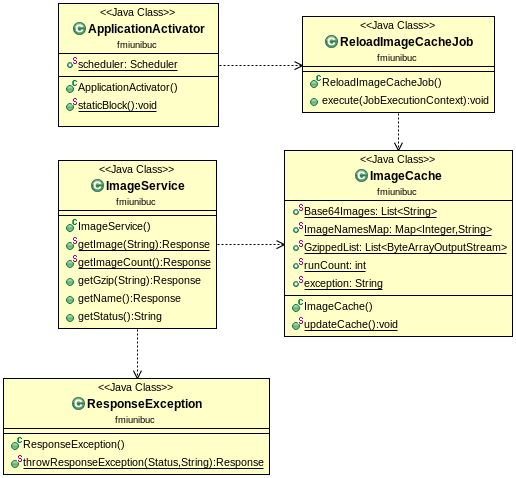 <<Java Class>>
ApplicationActivator
fmiunibuc
scheduler: Scheduler
ApplicationActivator()
staticBlock():void
<<Java Class>>
ReloadImageCacheJob
fmiunibuc
ReloadImageCacheJob()
execute(JobExecutionContext):void
<<Java Class>>
ImageService
fmiunibuc
ImageService()
getImage(String):Response
getImageCount():Response
getGzip(String):Response
getName():Response
getStatus():String
<<Java Class>>
ImageCache
fmiunibuc
Base64Images: List<String>
ImageNamesMap: Map<Integer,String>
GzippedList: List<ByteArrayOutputStream>
runCount: int
exception: String
ImageCache()
updateCache():void
<<Java Class>>
ResponseException
fmiunibuc
ResponseException()
throwResponseException(Status,String):Response